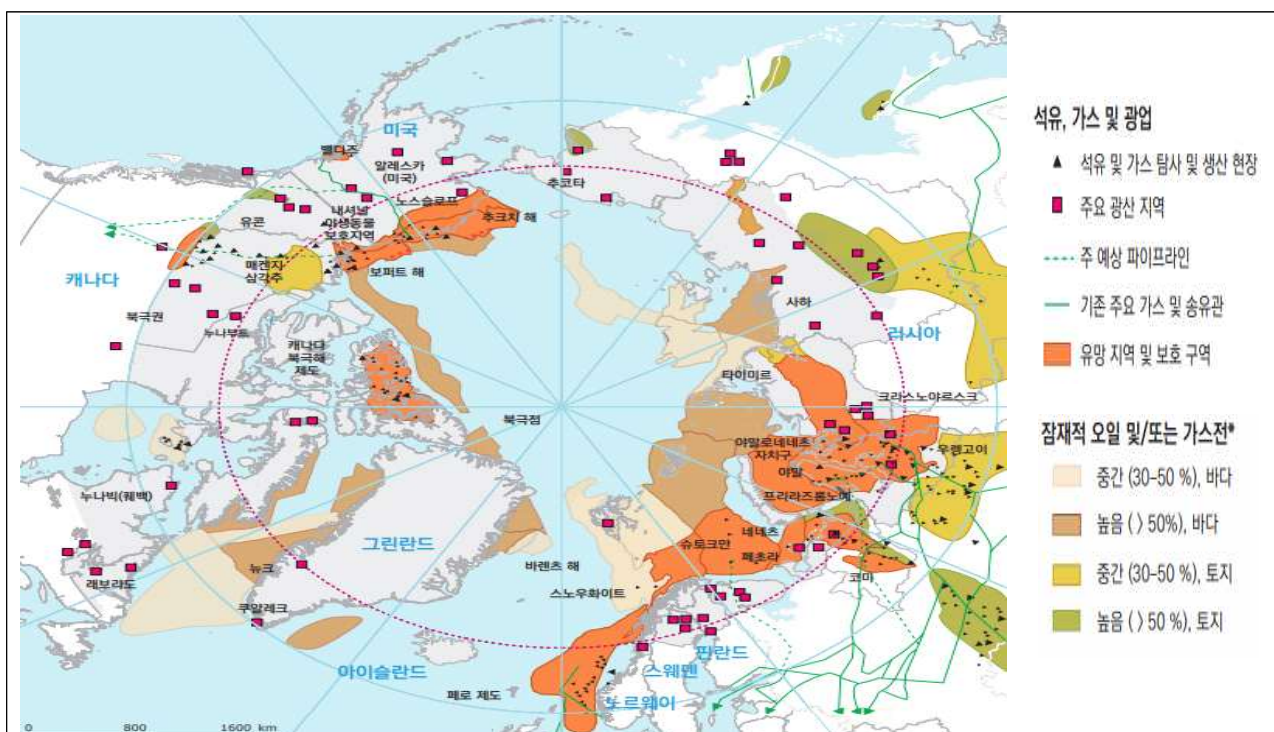 미국
밸디즈
알레스카
(미국)
추코타
노스슬로프
유콘
내셔널
야생동물
보호지역
추크치 해
매켄지
삼각주
보퍼트 해
캐나다
북극권
누나부트
사하
러시아
캐나다
북극해
제도
타이미르
크라스노야르스크
북극점
야말로네네츠
자치구
우렝고이
야말
누나빅(퀘백)
프리라즈롬노예
그린란드
슈토크만
네네츠
페초라
바렌츠 해
뉴크
스노우화이트
코미
래보라도
쿠알레크
핀란드
아이슬란드
스웨덴
페로 제도
노르웨이
0 800 1600 km
석유, 가스 및 광업
석유 및 가스 탐사 및 생산 현장
주요 광산 지역
주 예상 파이프라인
기존 주요 가스 및 송유관
유망 지역 및 보호 구역
잠재적 오일 및/또는 가스전*
중간 (30–50 %), 바다
높음 ( > 50%), 바다
중간 (30–50 %), 토지
높음 ( > 50 %), 토지